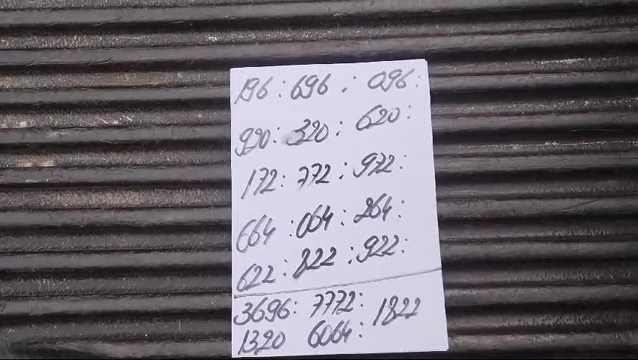 196 : 696 : 096 :
920 : 320 : 620 :
172 : 772 : 972 :
664 : 064 : 264 :
622 : 822 : 922 :
3696 : 7772 : 1822
1320 6064 :